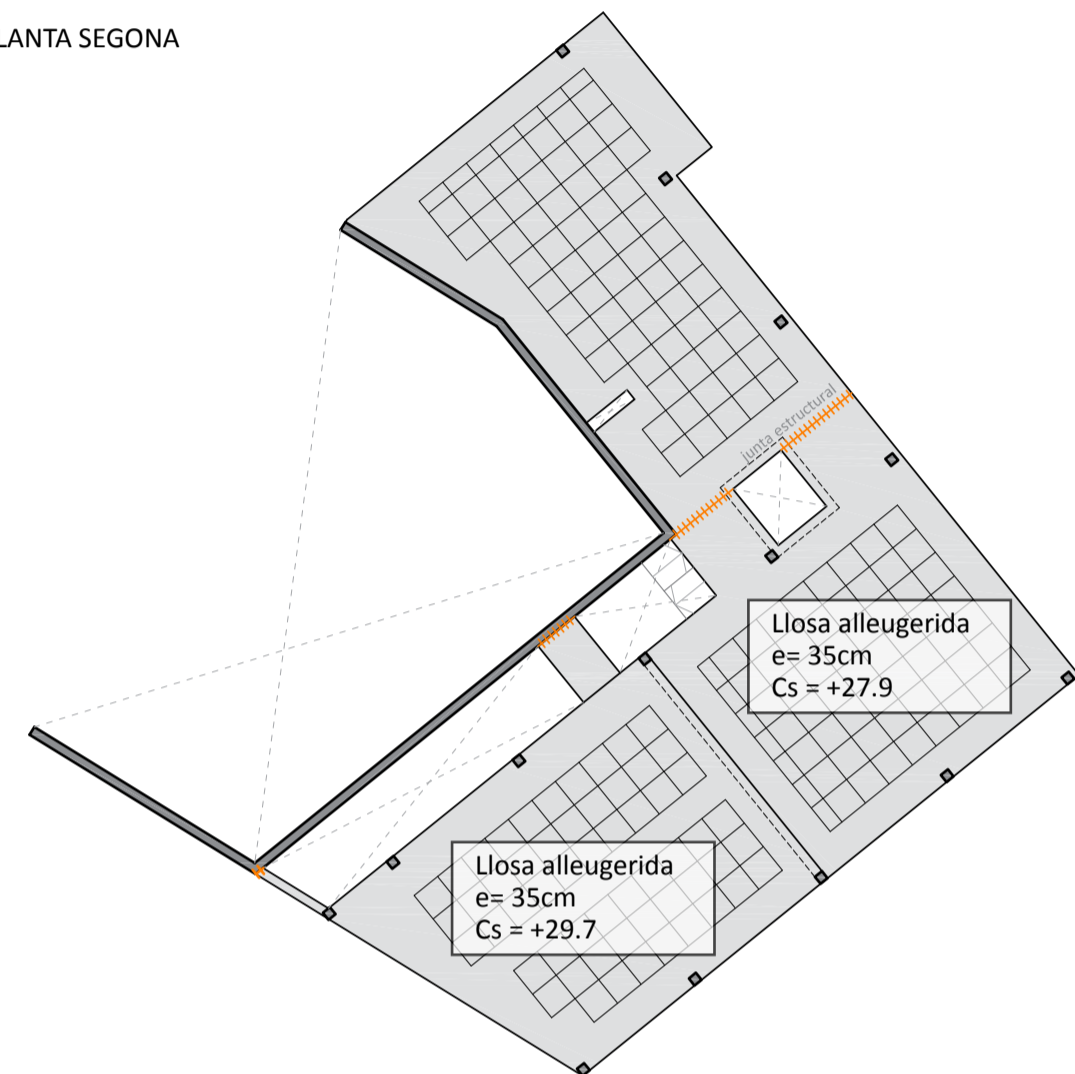 LANTA SEGONA
junta estructural
Llosa alleugerida
e= 35cm
Cs = +27.9
Llosa alleugerida
e= 35cm
Cs = +29.7